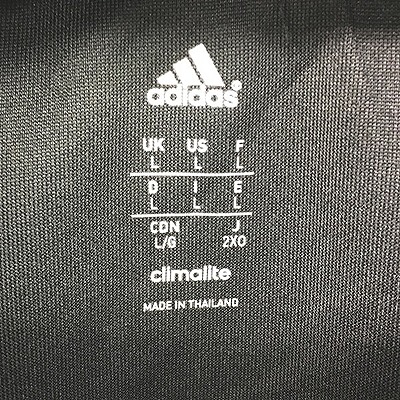 adidas®
UK US F
L L L
D I E
L L L
CDN J
L/G 2XO
climalite
MADE IN THAILAND